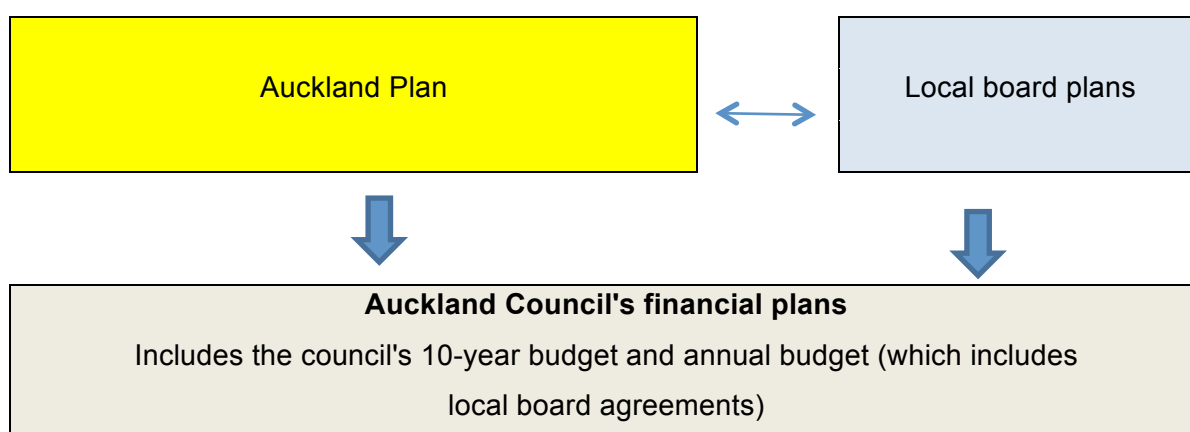 Auckland Plan
Local board plans
Auckland Council's financial plans
Includes the council's 10-year budget and annual budget (which includes
local board agreements)